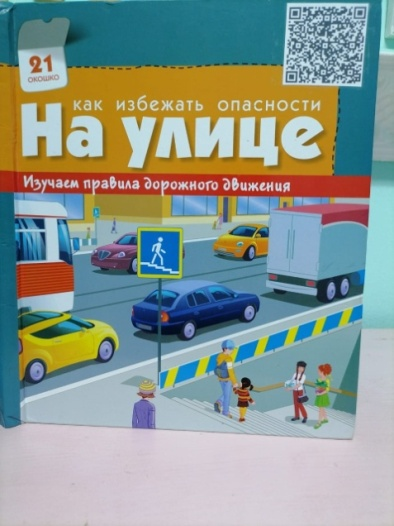 21
ОКОШКО
как избежать опасности
На улице
Изучаем правила дорожного движения